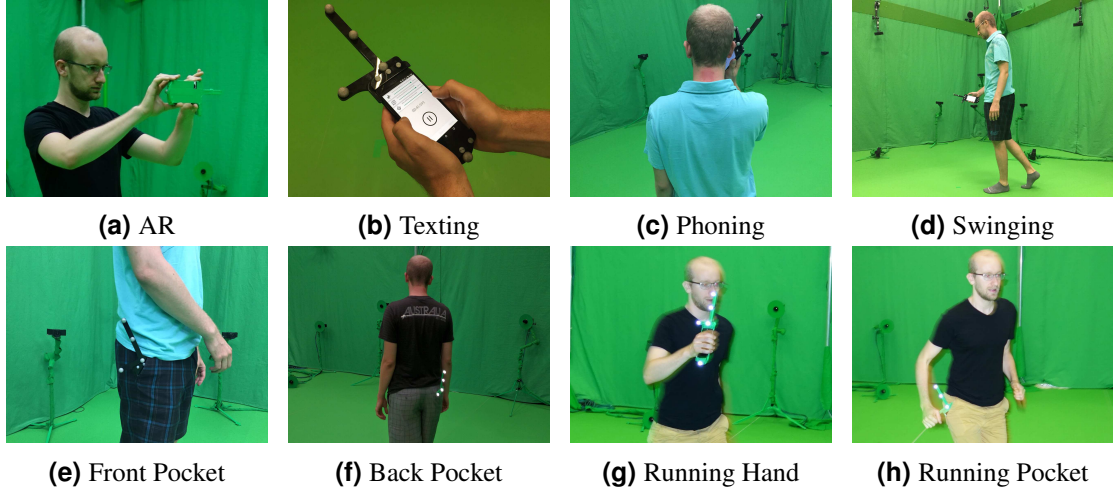 (a) AR
(b) Texting
(c) Phoning
(d) Swinging
AUSTRALIA
(e) Front Pocket
(f) Back Pocket
(g) Running Hand
(h) Running Pocket